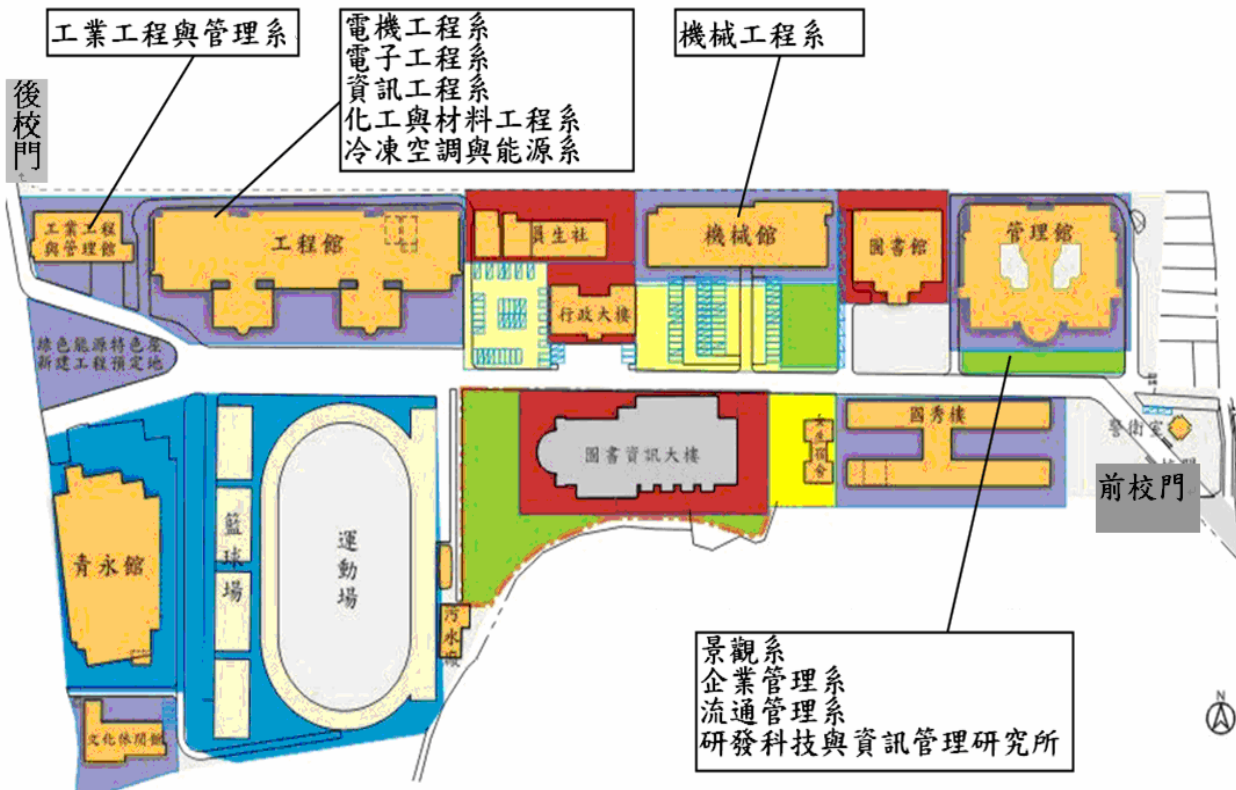 工業工程與管理系
電機工程系
電子工程系
資訊工程系
化工與材料工程系
冷凍空調與能源系
機械工程系
後校門
工業工程
與管理館
工程館
員生社
機械館
圖書館
管理館
行政大樓
綠色能源特色產
新建工程預定地
圖書資訊大樓
女生宿舍
國秀樓
警衛室
前校門
青永館
籃球場
運動場
污水廠
文化休閒館
景觀系
企業管理系
流通管理系
研發科技與資訊管理研究所
N